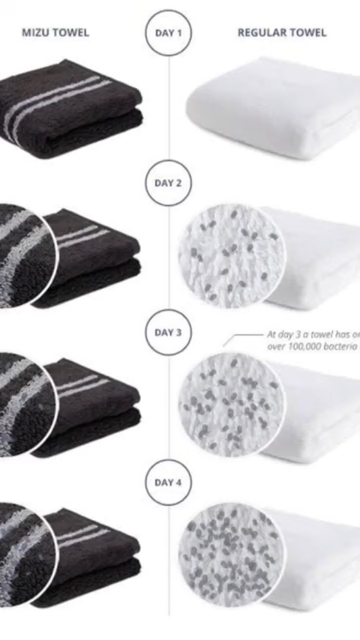 MIZU TOWEL
DAY 1
REGULAR TOWEL
DAY 2
DAY 3
At day 3 a towel has
over 100,000 bacteria
DAY 4